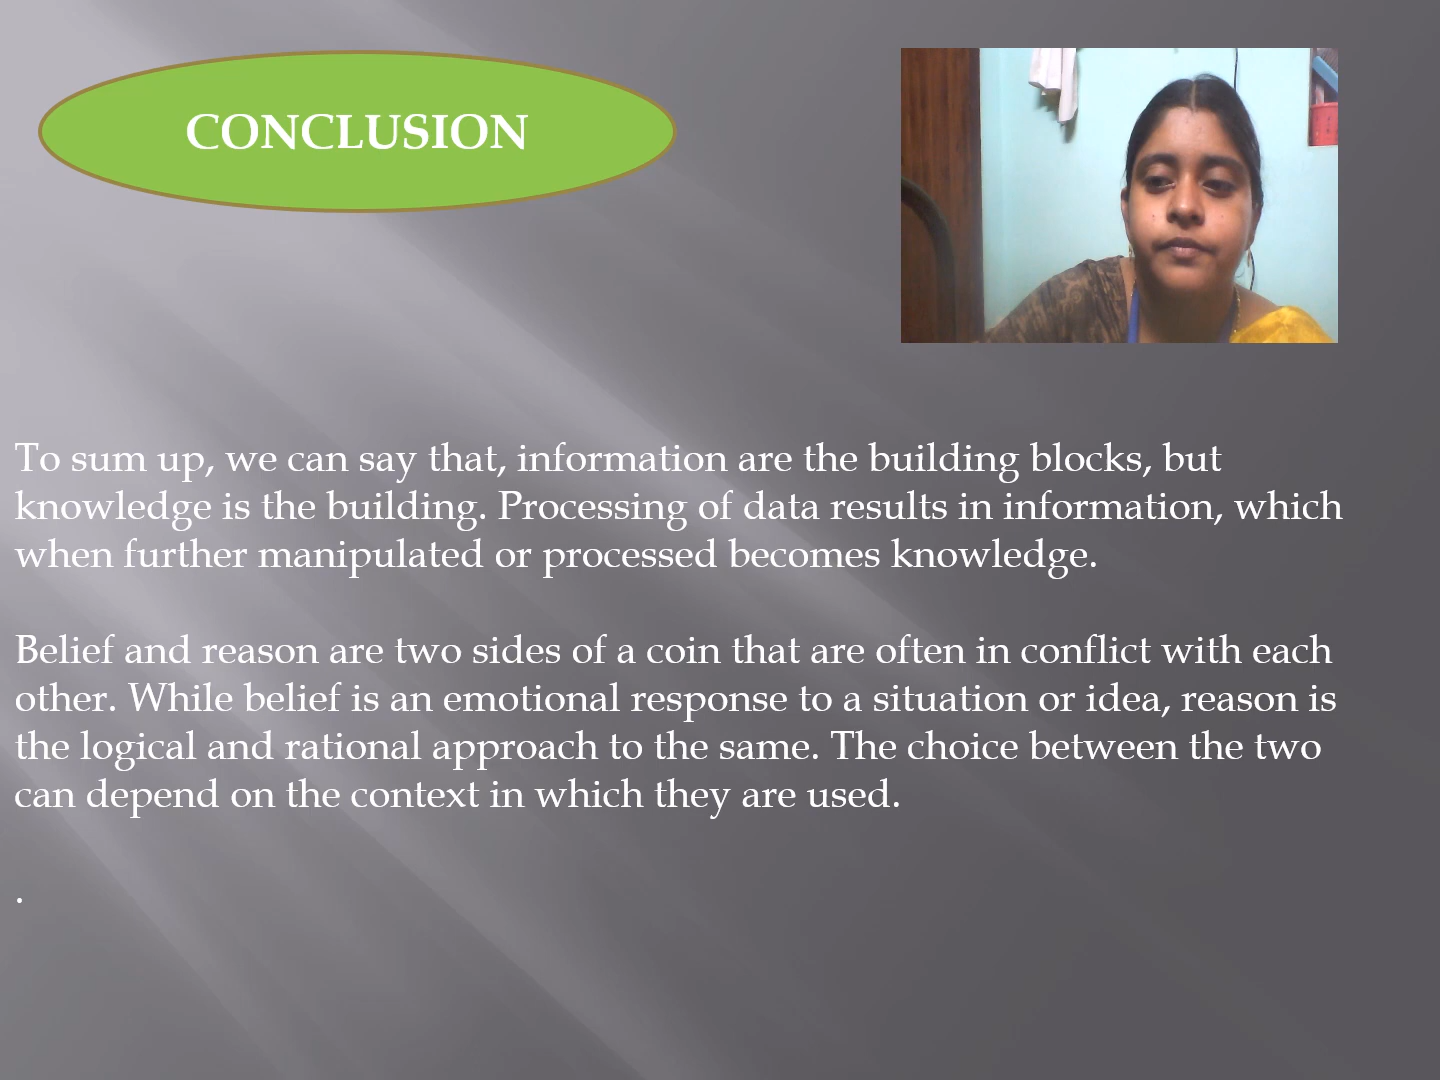 CONCLUSION
To sum up, we can say that, information are the building blocks, but
knowledge is the building. Processing of data results in information, which
when further manipulated or processed becomes knowledge.
Belief and reason are two sides of a coin that are often in conflict with each
other. While belief is an emotional response to a situation or idea, reason is
the logical and rational approach to the same. The choice between the two
can depend on the context in which they are used.
.